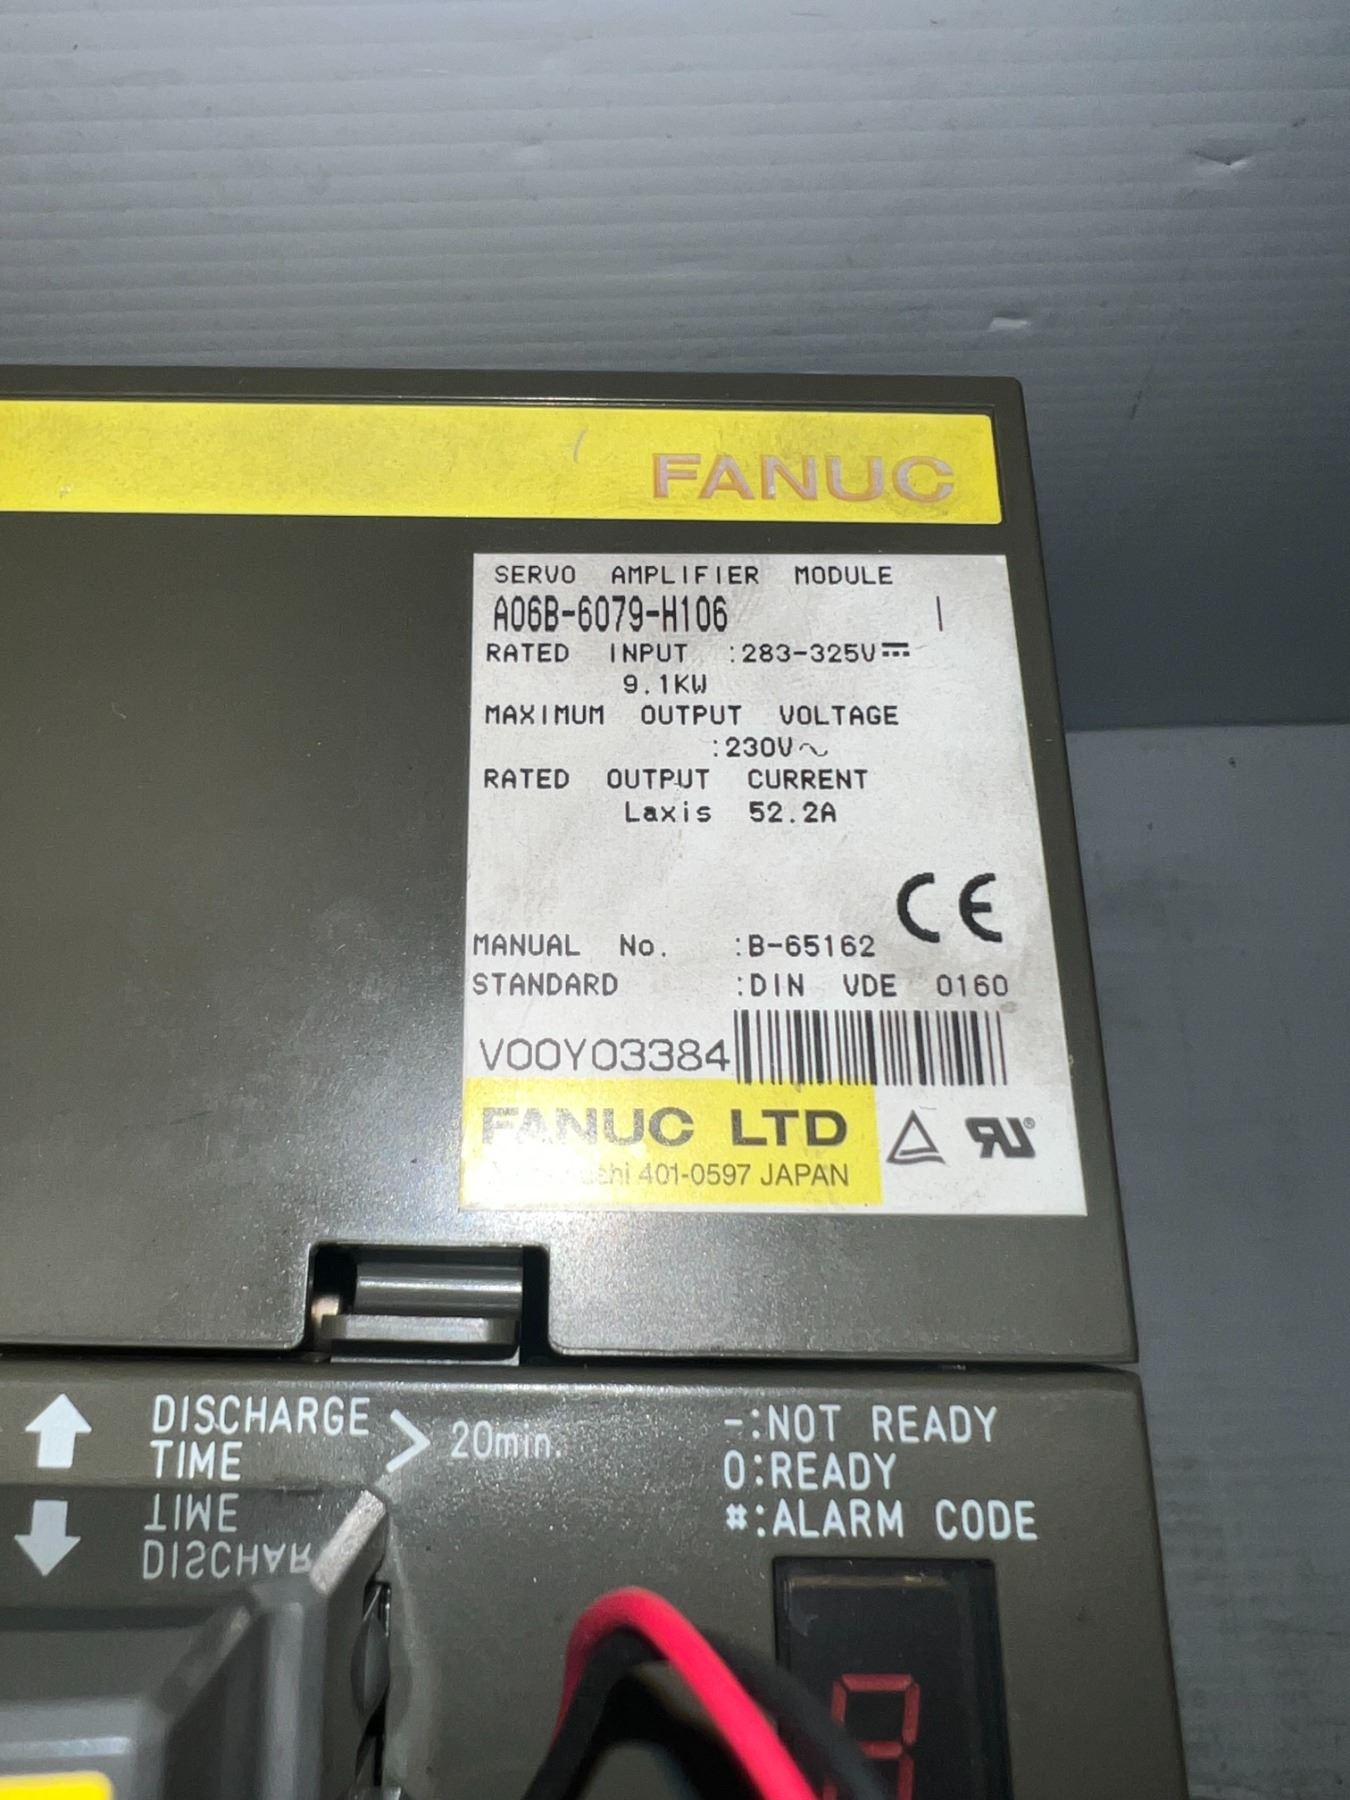 FANUC
SERVO AMPLIFIER MODULE
A06B-6079-H106 I
RATED INPUT :283-325V⎓
9.1KW
MAXIMUM OUTPUT VOLTAGE
:230V~
RATED OUTPUT CURRENT
Laxis 52.2A
CE
MANUAL No. :B-65162
STANDARD :DIN VDE 0160
V00Y03384
FANUC LTD
401-0597 JAPAN
DISCHARGE
TIME
> 20min.
-:NOT READY
0:READY
#:ALARM CODE
TIME